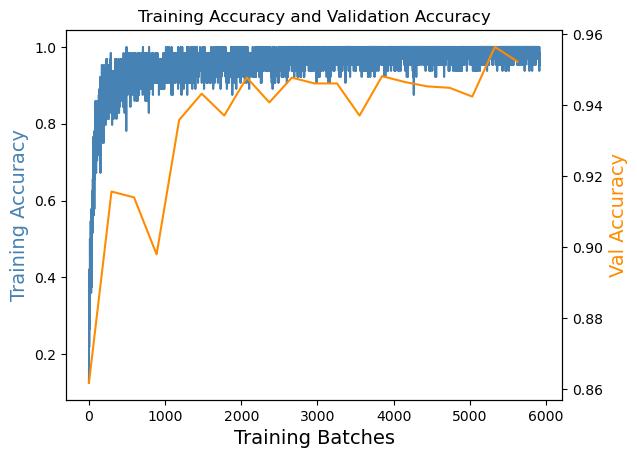 Training Accuracy and Validation Accuracy
1.0
0.8
0.6
0.4
0.2
Training Accuracy
0.96
0.94
0.92
0.90
0.88
0.86
Val Accuracy
0 1000 2000 3000 4000 5000 6000
Training Batches